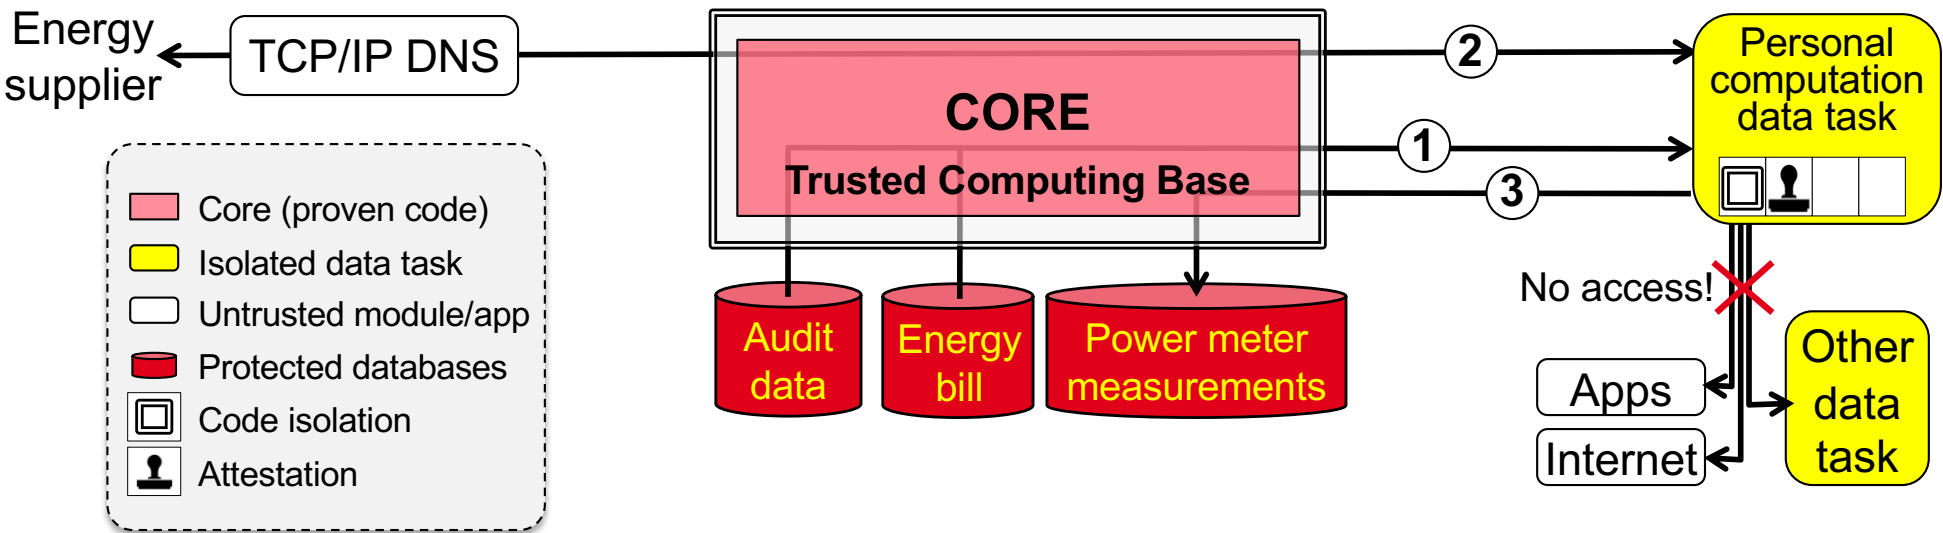 Energy
supplier
TCP/IP DNS
CORE
Trusted Computing Base
2
1
3
Personal
computation
data task
Core (proven code)
Isolated data task
Untrusted module/app
Protected databases
Code isolation
Attestation
Audit
data
Energy
bill
Power meter
measurements
No access!
Apps
Internet
Other
data
task